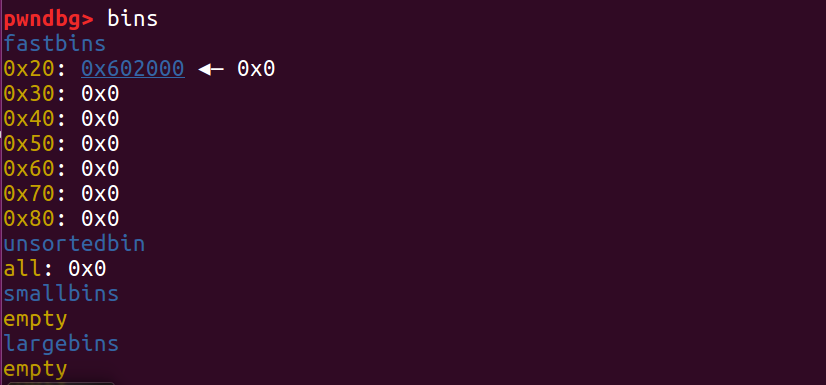 pwndbg> bins
fastbins
0x20: 0x602000 ◂— 0x0
0x30: 0x0
0x40: 0x0
0x50: 0x0
0x60: 0x0
0x70: 0x0
0x80: 0x0
unsortedbin
all: 0x0
smallbins
empty
largebins
empty